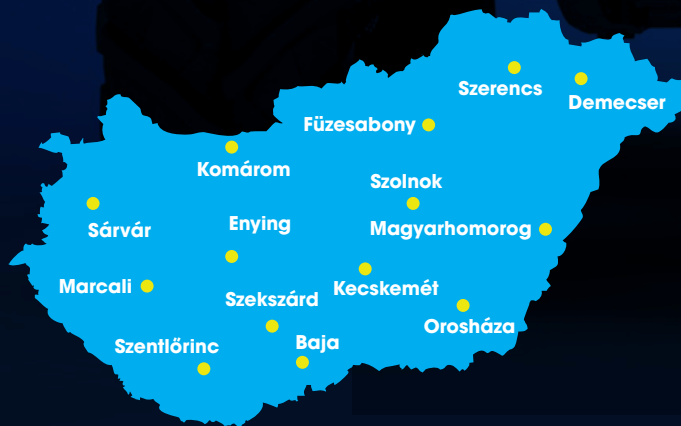 Szerencs
Demecser
Füzesabony
Komárom
Szolnok
Sárvár
Enying
Magyarhomorog
Marcali
Kecskemét
Szekszárd
Orosháza
Szentlőrinc
Baja